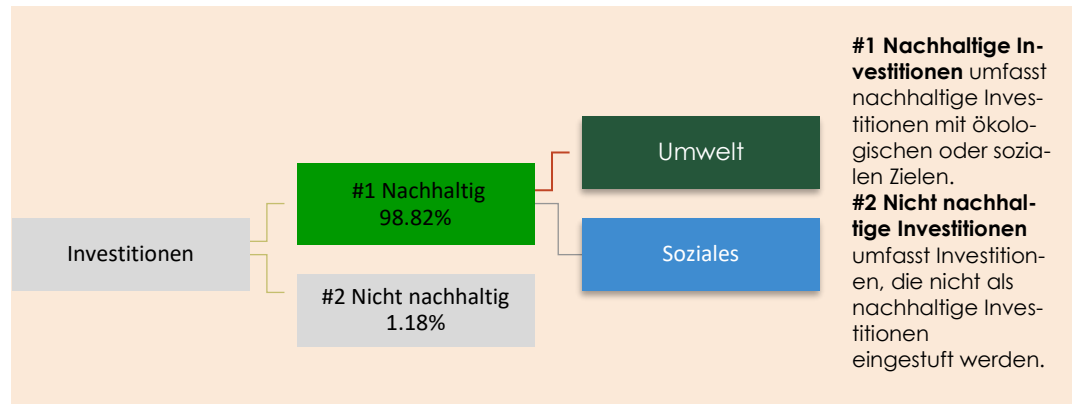 Investitionen
#1 Nachhaltig
98.82%
#2 Nicht nachhaltig
1.18%
Umwelt
Soziales
#1 Nachhaltige In-
vestitionen umfasst
nachhaltige Inves-
titionen mit ökolo-
gischen oder sozia-
len Zielen.
#2 Nicht nachhal-
tige Investitionen
umfasst Investition-
en, die nicht als
nachhaltige Inves-
titionen
eingestuft werden.